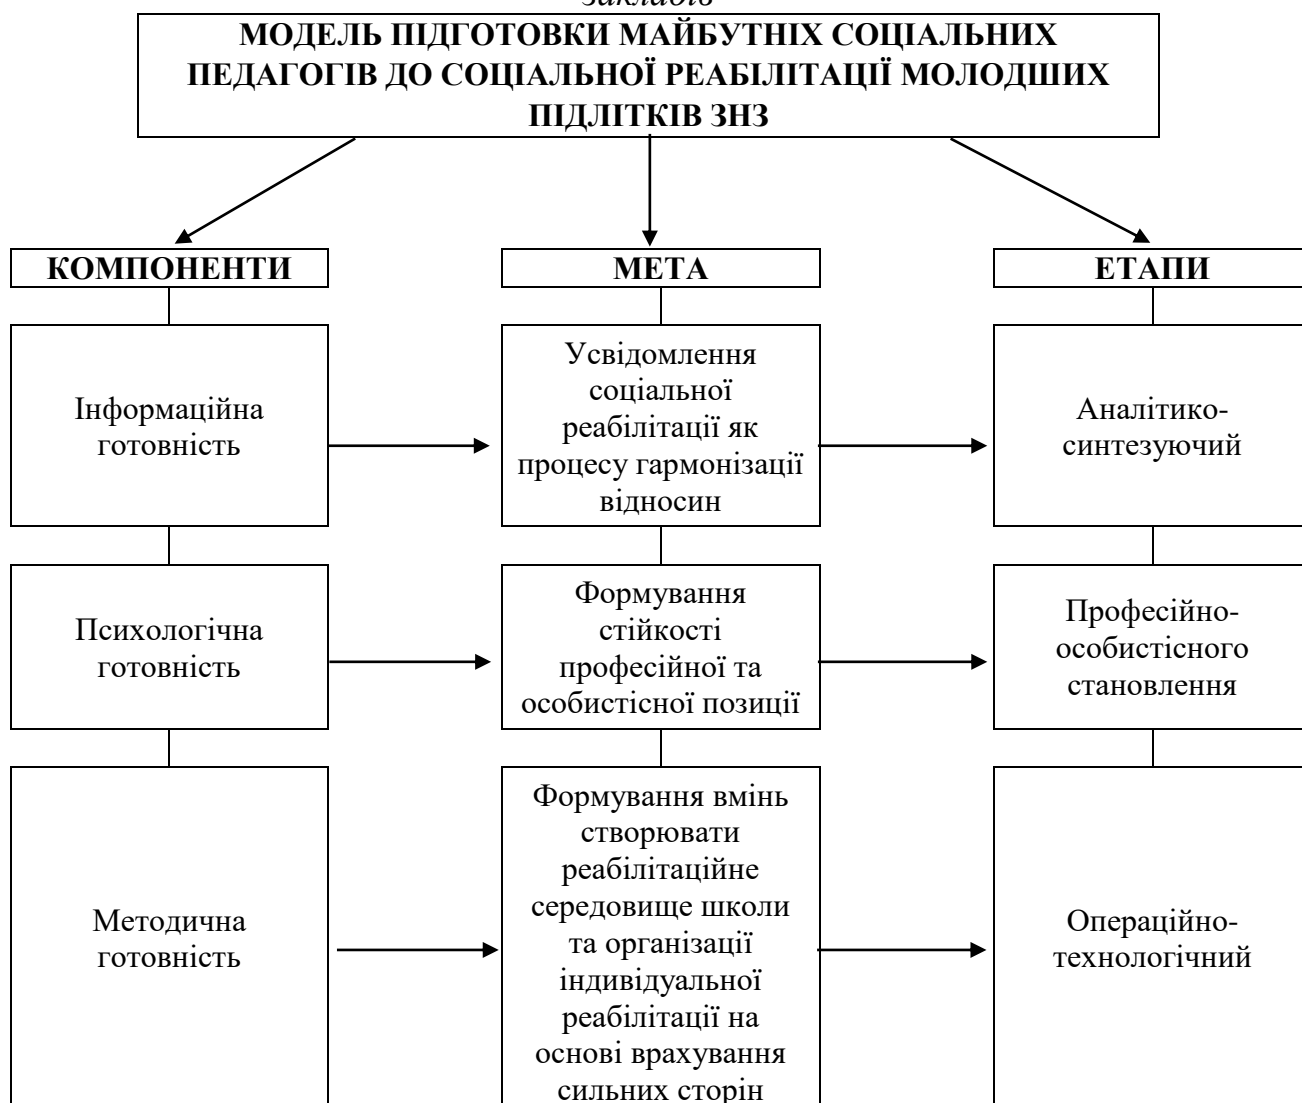 закладів
МОДЕЛЬ ПІДГОТОВКИ МАЙБУТНІХ СОЦІАЛЬНИХ
ПЕДАГОГІВ ДО СОЦІАЛЬНОЇ РЕАБІЛІТАЦІЇ МОЛОДШИХ
ПІДЛІТКІВ ЗНЗ
КОМПОНЕНТИ
МЕТА
ЕТАПИ
Інформаційна
готовність
Усвідомлення
соціальної
реабілітації як
процесу гармонізації
відносин
Аналітико-
синтезуючий
Психологічна
готовність
Формування
стійкості
професійної та
особистісної позиції
Професійно-
особистісного
становлення
Методична
готовність
Формування вмінь
створювати
реабілітаційне
середовище школи
та організації
індивідуальної
реабілітації на
основі врахування
сильних сторін
Операційно-
технологічний